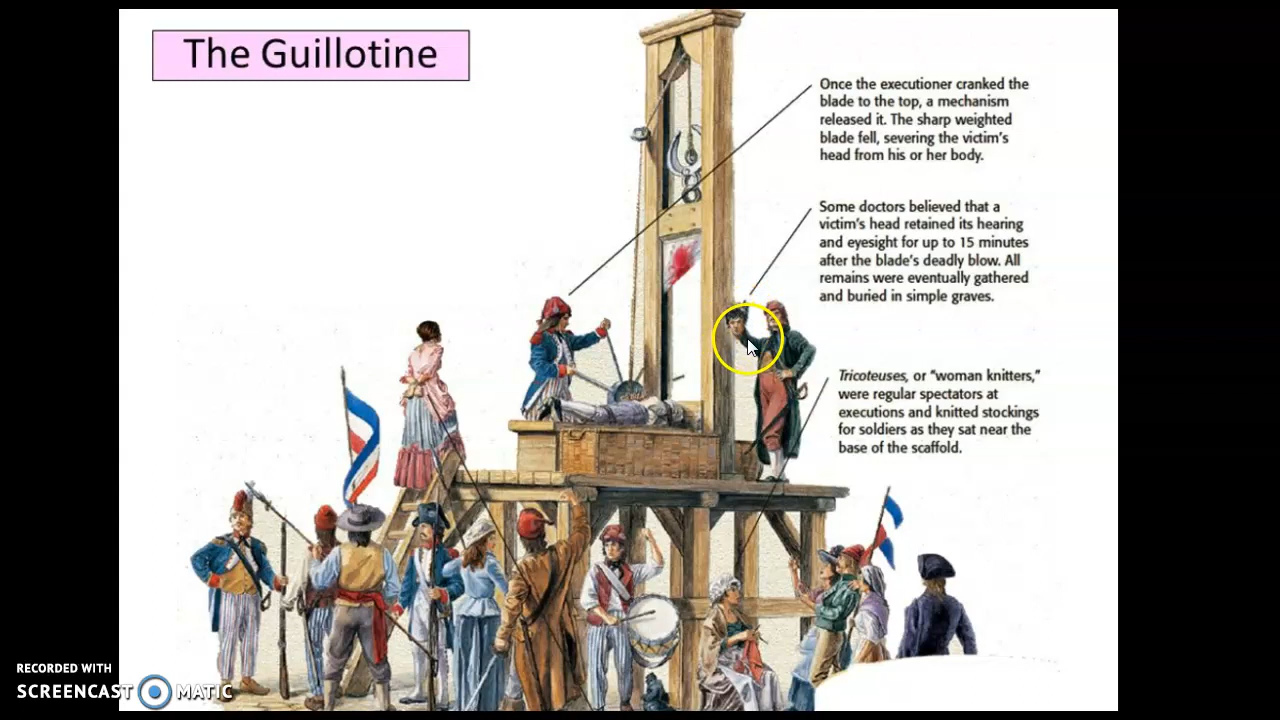 The Guillotine
Once the executioner cranked the
blade to the top, a mechanism
released it. The sharp weighted
blade fell, severing the victim's
head from his or her body.
Some doctors believed that a
victim's head retained its hearing
and eyesight for up to 15 minutes
after the blade's deadly blow. All
remains were eventually gathered
and buried in simple graves.
Tricoteuses, or "woman knitters,"
were regular spectators at
executions and knitted stockings
for soldiers as they sat near the
base of the scaffold.
RECORDED WITH
SCREENCAST MATIC